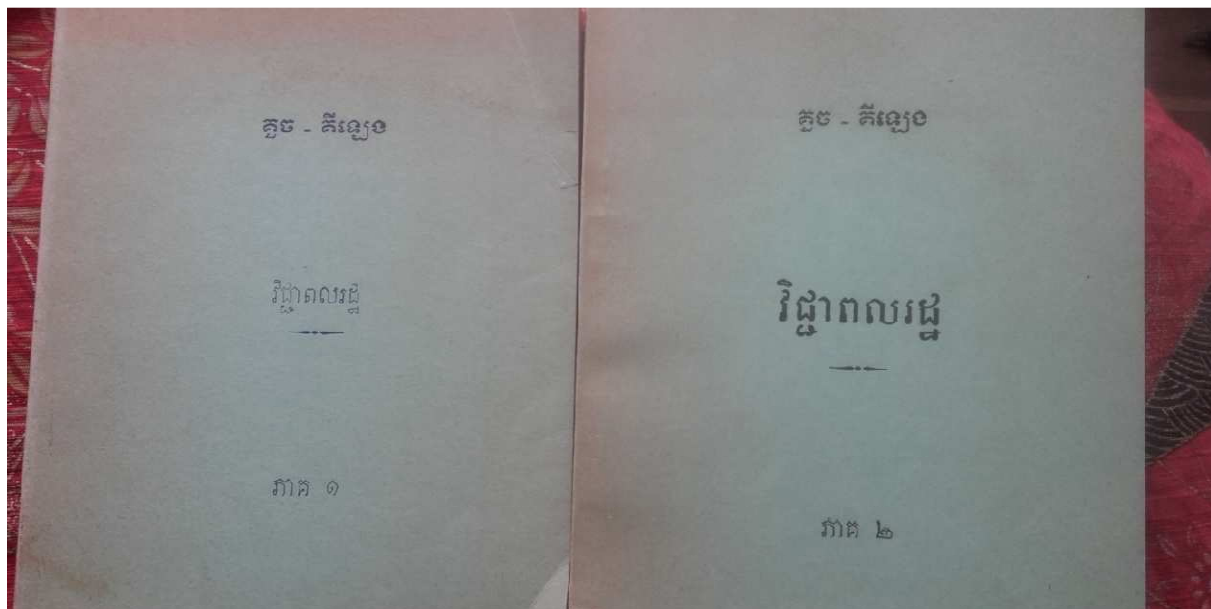 គួច - គីឡេង
វិជ្ជាពលរដ្ឋ
ភាគ ១
គួច - គីឡេង
វិជ្ជាពលរដ្ឋ
ភាគ ២